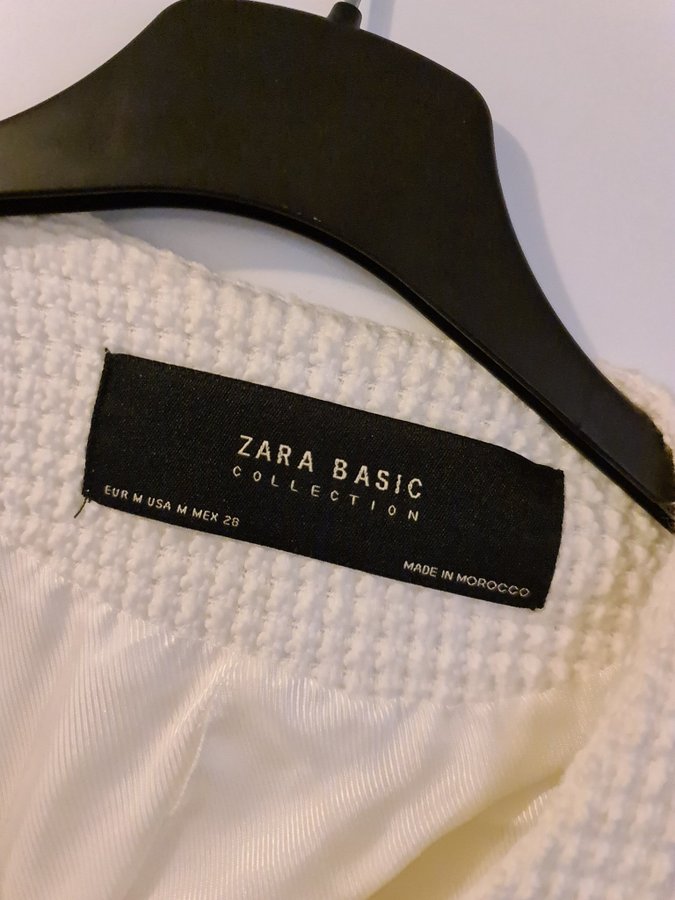 ZARA BASIC
COLLECTION
EUR M USA M MEX 28
MADE IN MOROCCO